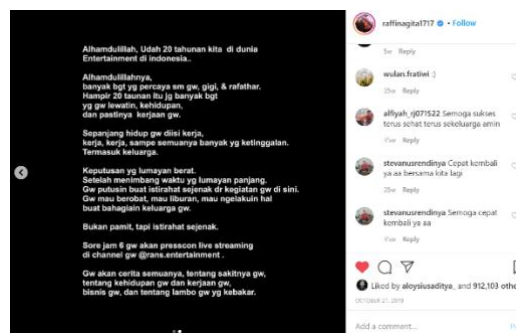 Alhamdulillah, Udah 20 tahunan kita di dunia
Entertainment di indonesia..
Alhamdulillahnya,
banyak bgt yg percaya sm gw, gigi, & rafathar.
Hampir 20 taunan itu jg banyak bgt
yg gw lewatin, kehidupan,
dan pastinya kerjaan gw.
Sepanjang hidup gw diisi kerja,
kerja, kerja, sampe semuanya banyak yg ketinggalan.
Termasuk keluarga.
Keputusan yg lumayan berat.
Setelah menimbang waktu yg lumayan panjang.
Gw putusin buat istirahat sejenak dr kegiatan gw di sini.
Gw mau berobat, mau liburan, mau ngelakuin hal
buat bahagiain keluarga gw.
Bukan pamit, tapi istirahat sejenak.
Sore jam 6 gw akan presscon live streaming
di channel gw @rans.entertainment .
Gw akan cerita semuanya, tentang sakitnya gw,
tentang kehidupan gw dan kerjaan gw,
bisnis gw, dan tentang lambo gw yg kebakar.
raffinagita1717 • Follow
Reply
wulan.fratiwi :)
Reply
alfiyah_rj071522 Semoga sukses
terus sehat terus sekeluarga amin
Reply
stevanusrendinya Cepat kembali
ya aa bersama kita lagi
Reply
stevanusrendinya Semoga cepat
kembali ya aa
Reply
Liked by aloysiusaditya_ and 912,103 othe
OCTOBER 21, 2019
Add a comment...